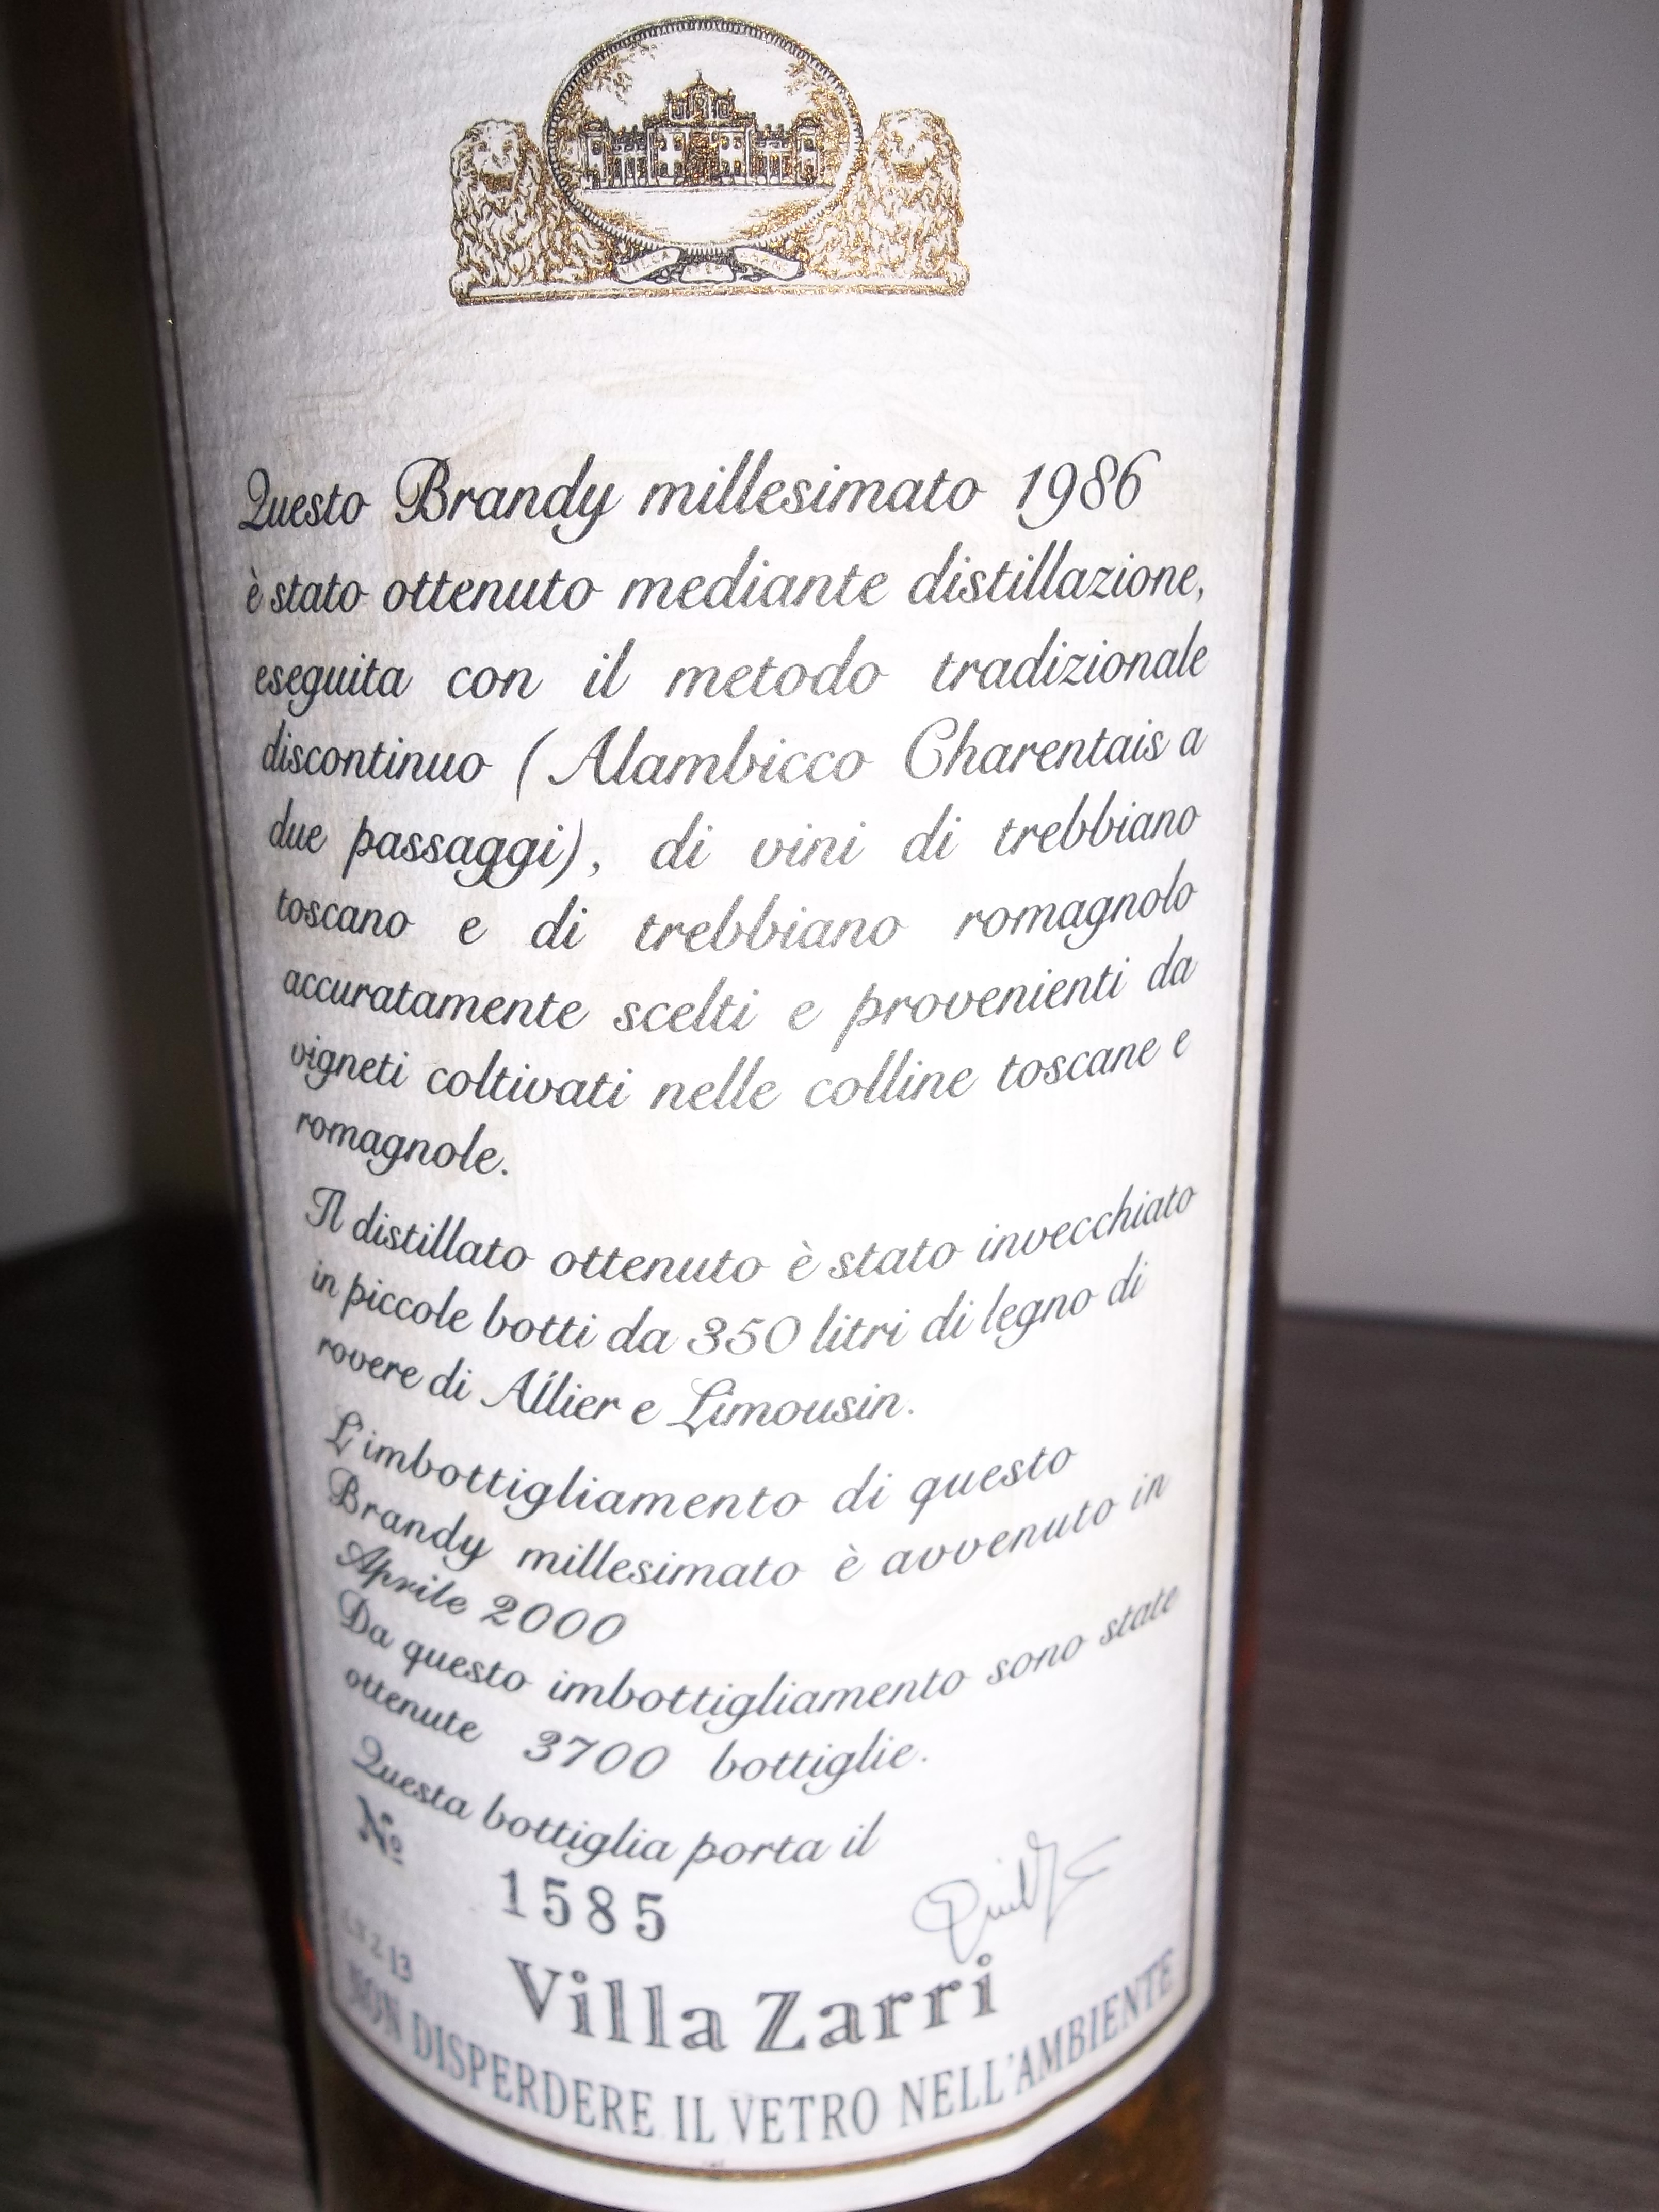 VILLA ZARRI
Questo Brandy millesimato 1986
è stato ottenuto mediante distillazione,
eseguita con il metodo tradizionale
discontinuo (Alambicco Charentais a
due passaggi), di vini di trebbiano
toscano e di trebbiano romagnolo
accuratamente scelti e provenienti da
vigneti coltivati nelle colline toscane e
romagnole.
Il distillato ottenuto è stato invecchiato
in piccole botti da 350 litri di legno di
rovere di Allier e Limousin.
L'imbottigliamento di questo
Brandy millesimato è avvenuto in
Aprile 2000
Da questo imbottigliamento sono state
ottenute 3700 bottiglie.
Questa bottiglia porta il
Nº
1585
Villa Zarri
NON DISPERDERE IL VETRO NELL'AMBIENTE